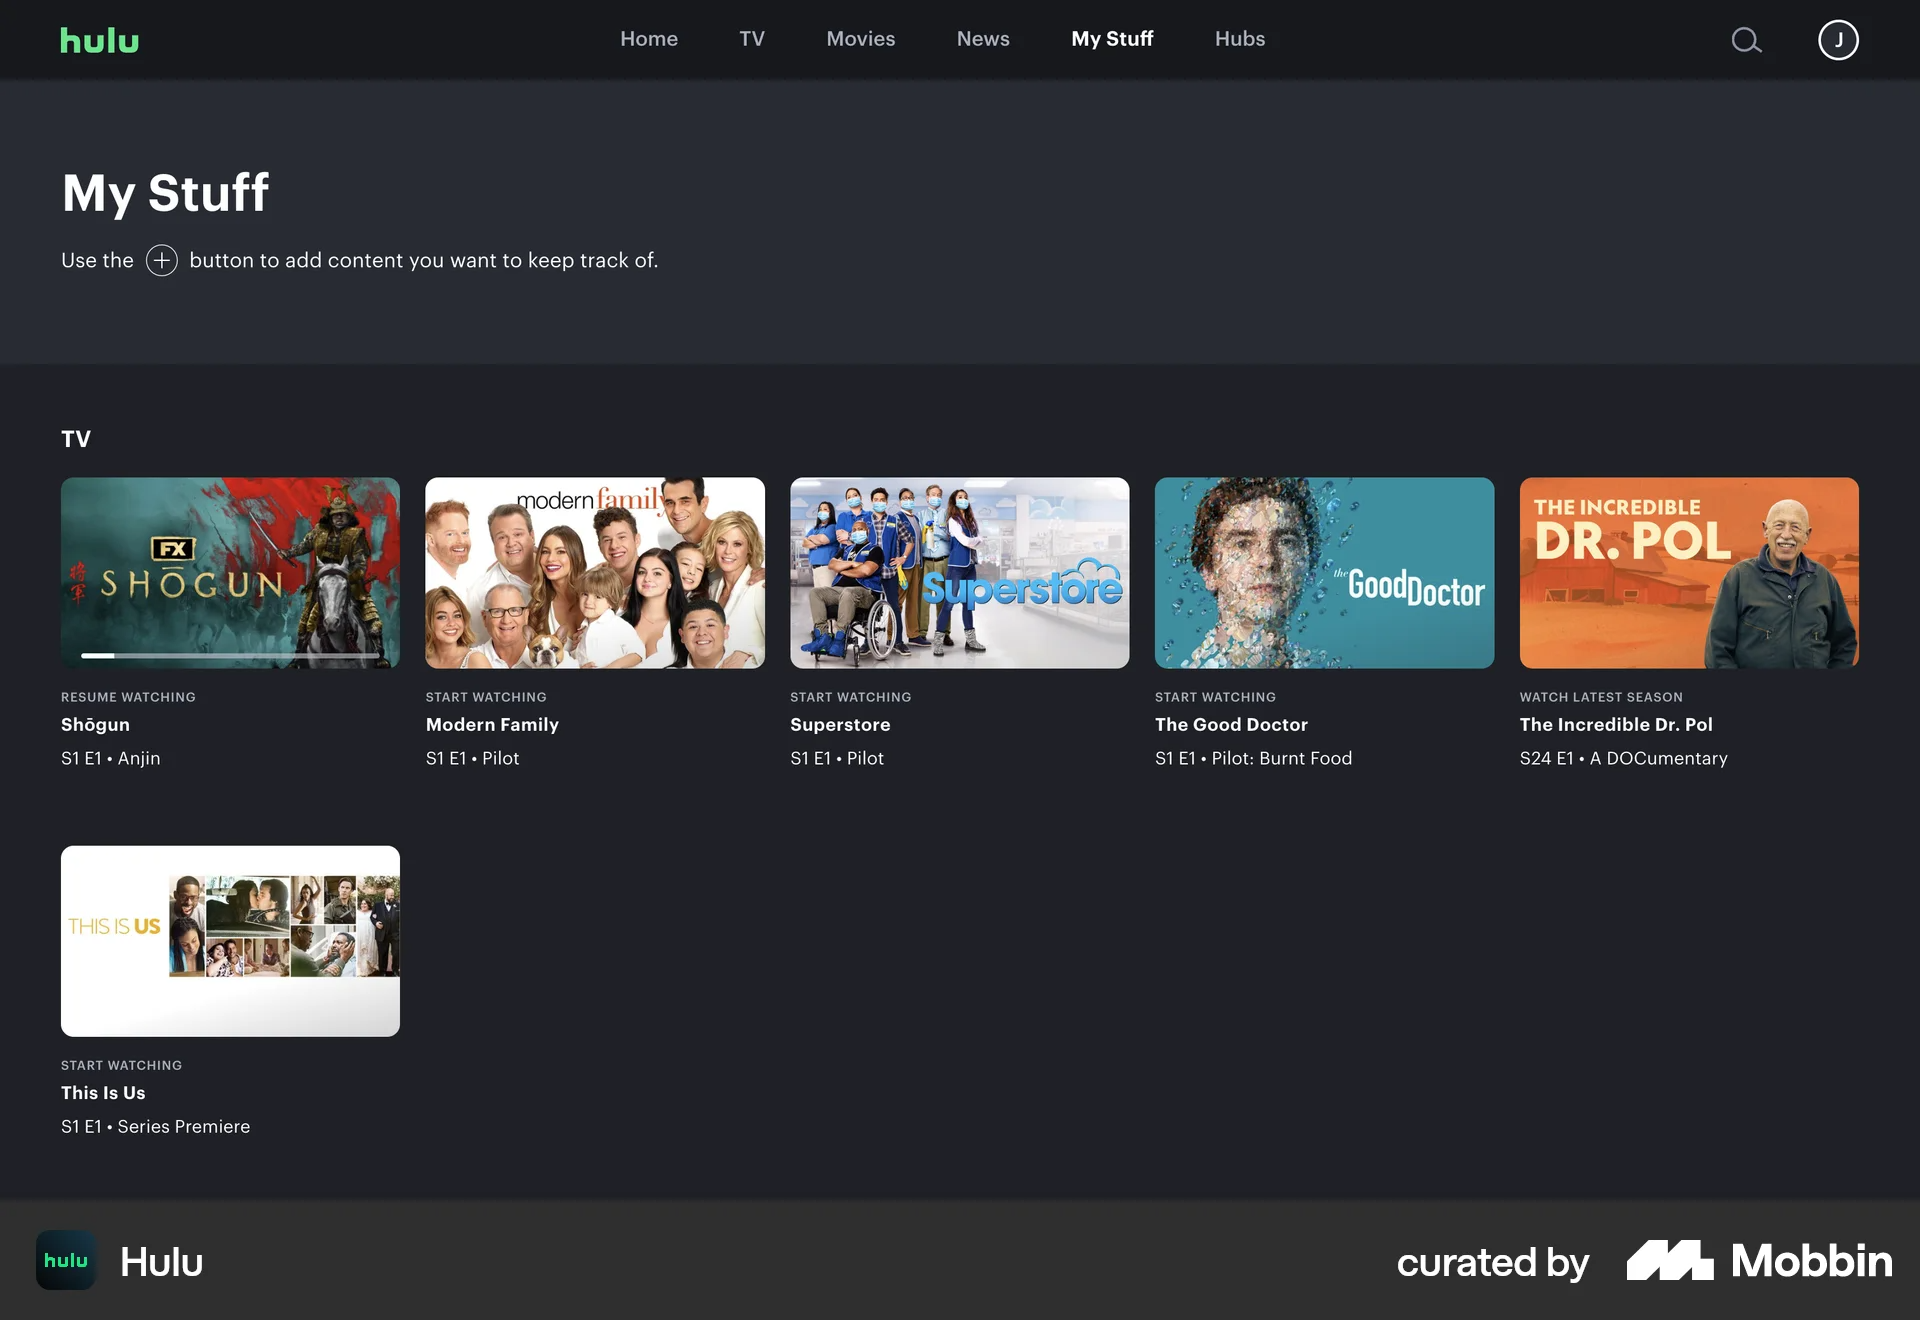 hulu
Home
TV
Movies
News
My Stuff
Hubs
J
My Stuff
Use the + button to add content you want to keep track of.
TV
FX
将軍
SHŌGUN
RESUME WATCHING
Shōgun
S1 E1 • Anjin
modern family
START WATCHING
Modern Family
S1 E1 • Pilot
Superstore
START WATCHING
Superstore
S1 E1 • Pilot
the Good Doctor
START WATCHING
The Good Doctor
S1 E1 • Pilot: Burnt Food
THE INCREDIBLE
DR. POL
WATCH LATEST SEASON
The Incredible Dr. Pol
S24 E1 • A DOCumentary
THIS IS US
START WATCHING
This Is Us
S1 E1 • Series Premiere
hulu
Hulu
curated by
Mobbin